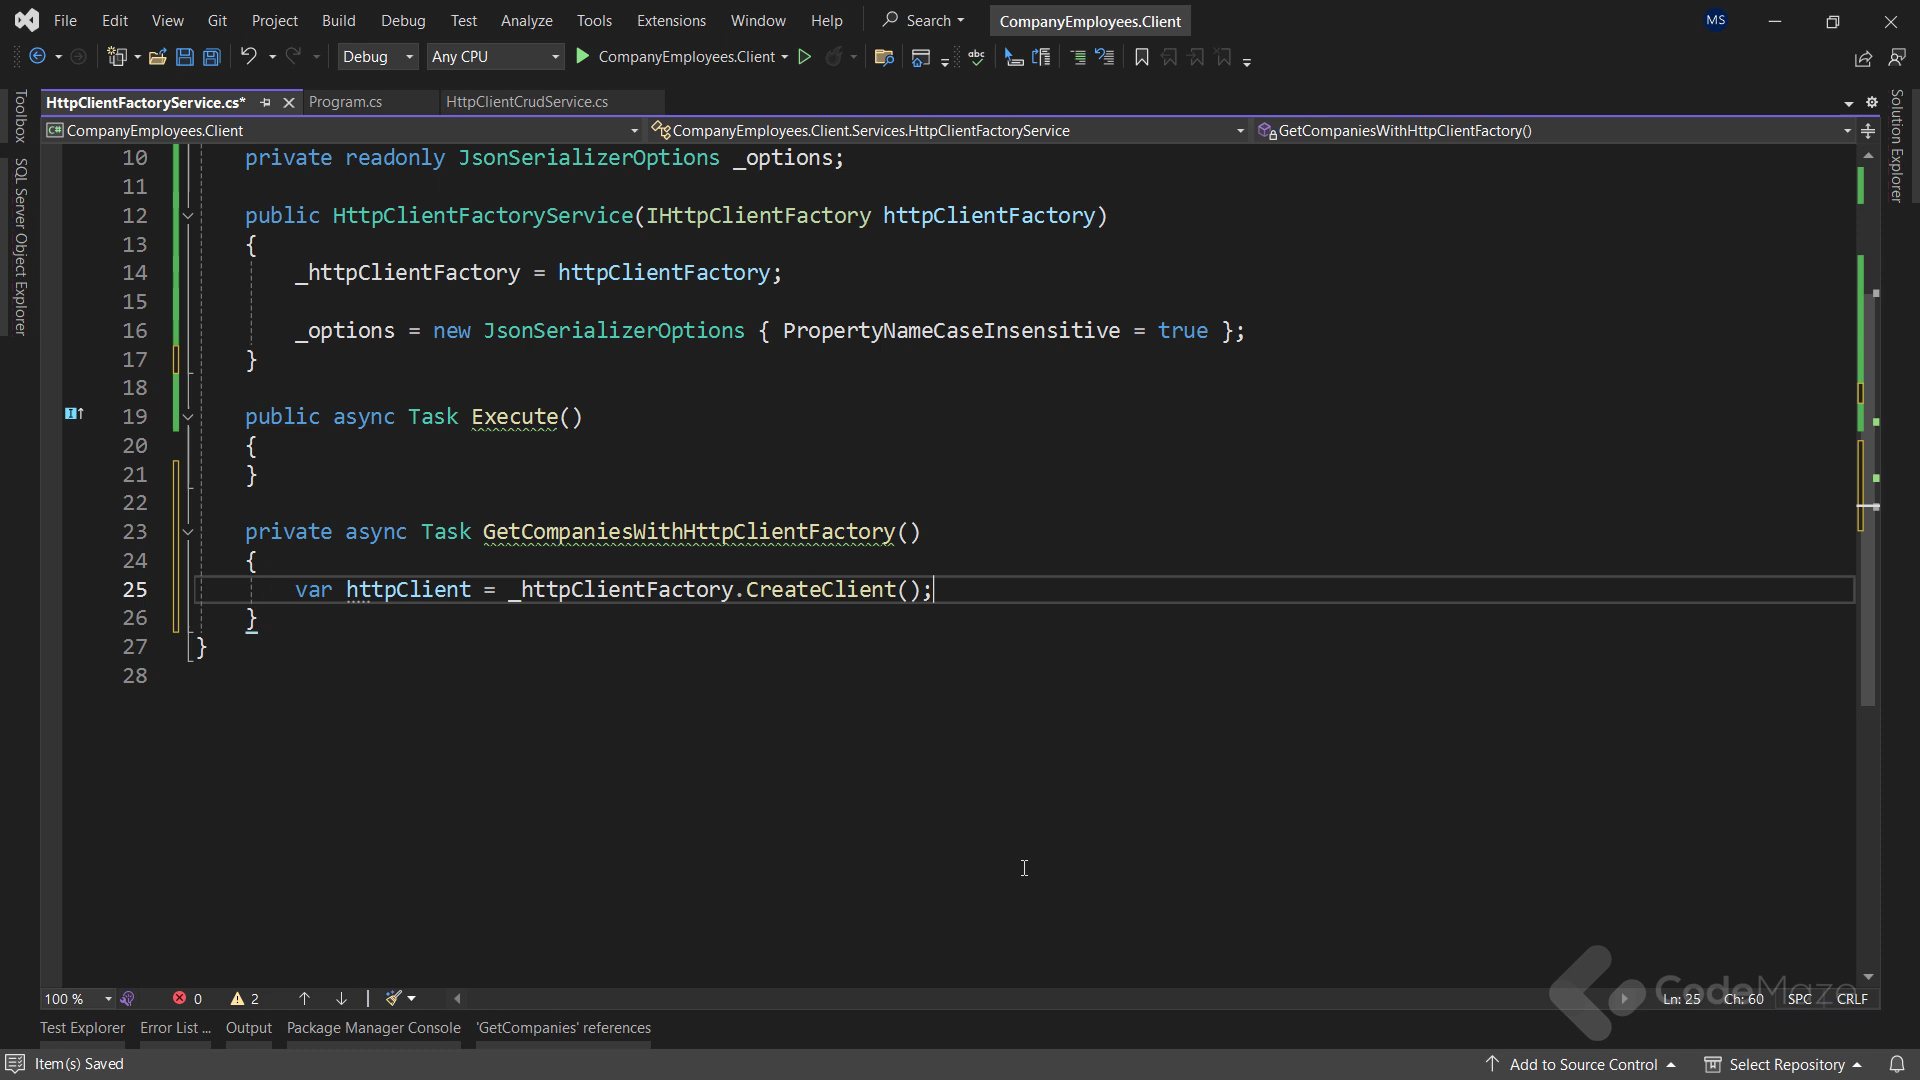 File Edit View Git Project Build Debug Test Analyze Tools Extensions Window Help Search CompanyEmployees.Client MS
Debug Any CPU CompanyEmployees.Client abc
HttpClientFactoryService.cs* Program.cs HttpClientCrudService.cs
C# CompanyEmployees.Client CompanyEmployees.Client.Services.HttpClientFactoryService GetCompaniesWithHttpClientFactory()
Toolbox
SQL Server Object Explorer
Solution Explorer
10 private readonly JsonSerializerOptions _options;
11
12 public HttpClientFactoryService(IHttpClientFactory httpClientFactory)
13 {
14 _httpClientFactory = httpClientFactory;
15
16 _options = new JsonSerializerOptions { PropertyNameCaseInsensitive = true };
17 }
18
19 public async Task Execute()
20 {
21 }
22
23 private async Task GetCompaniesWithHttpClientFactory()
24 {
25 var httpClient = _httpClientFactory.CreateClient();
26 }
27 }
28
100 % 0 2 Ln: 25 Ch: 60 SPC CRLF
CodeMaze
Test Explorer Error List ... Output Package Manager Console 'GetCompanies' references
Item(s) Saved Add to Source Control Select Repository